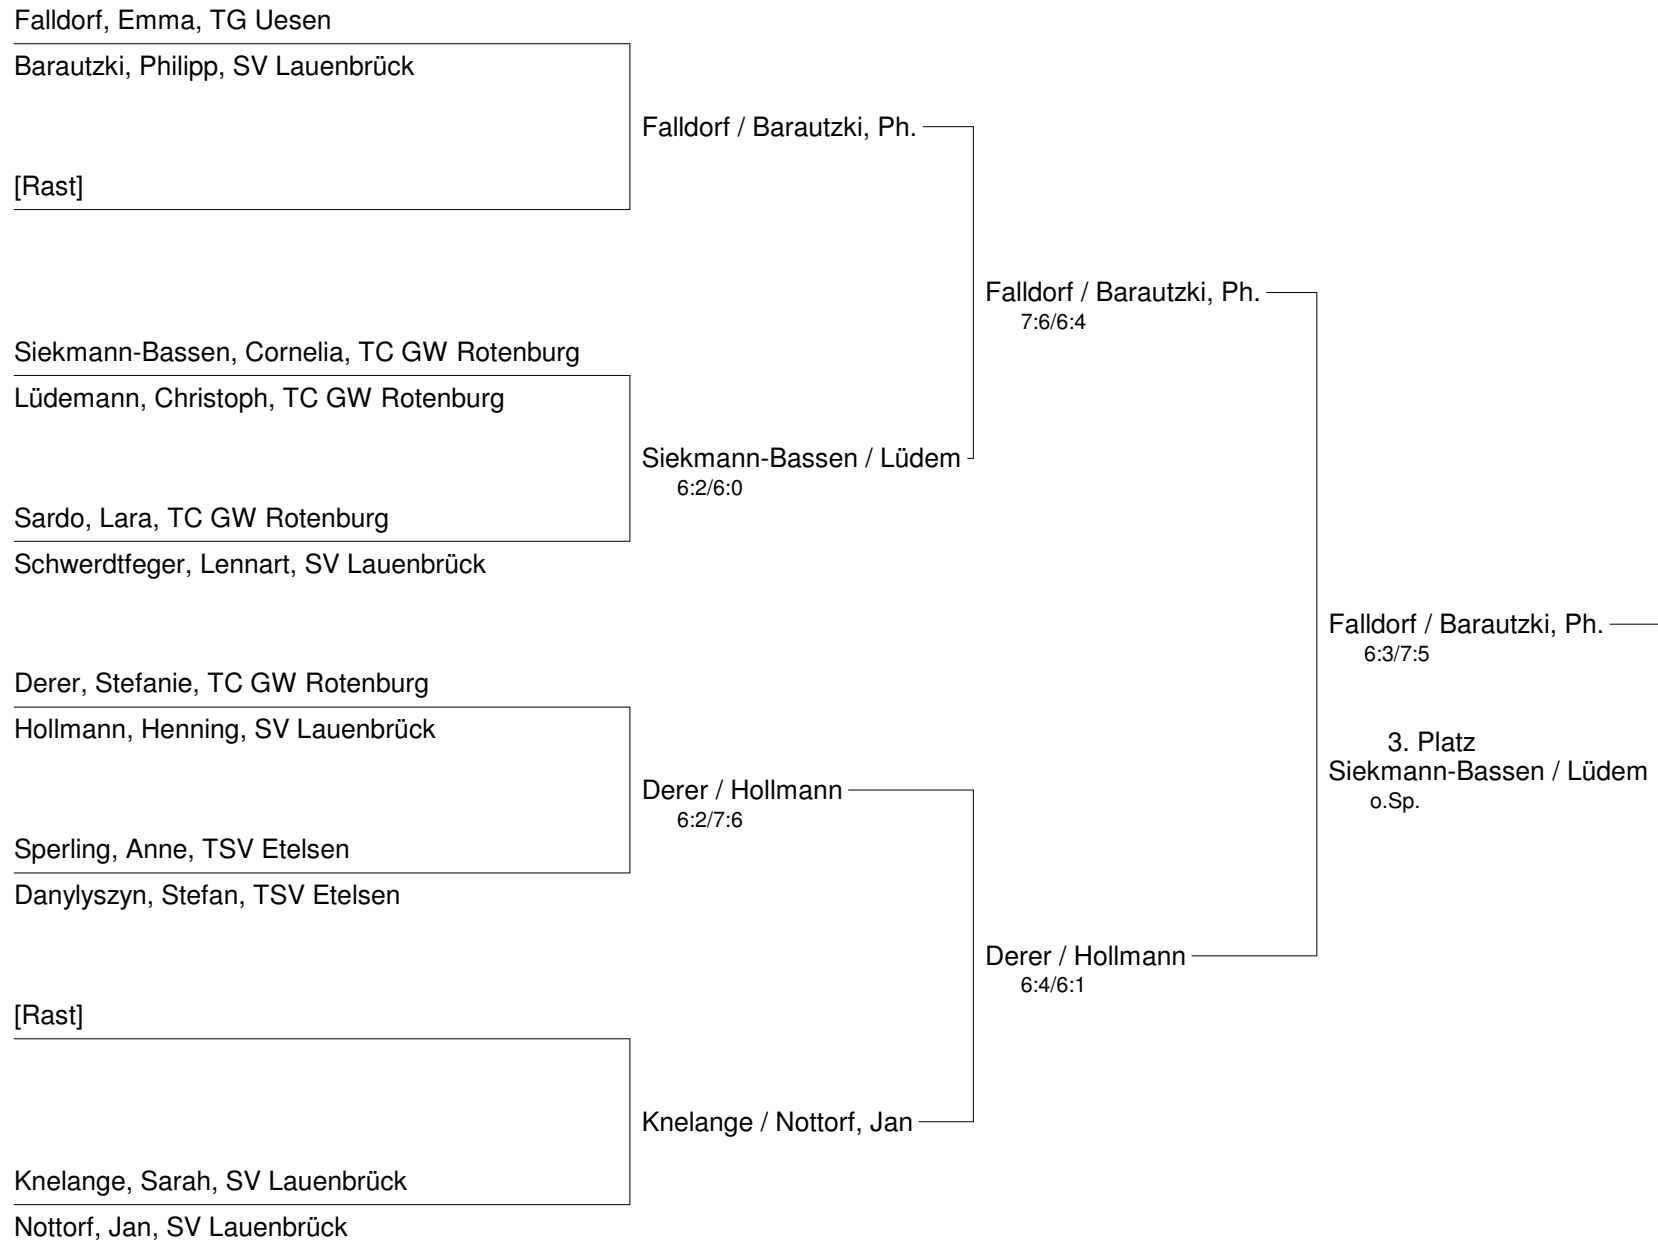 Falldorf, Emma, TG Uesen
Barautzki, Philipp, SV Lauenbrück
Falldorf / Barautzki, Ph.
[Rast]
Falldorf / Barautzki, Ph.
7:6/6:4
Siekmann-Bassen, Cornelia, TC GW Rotenburg
Lüdemann, Christoph, TC GW Rotenburg
Siekmann-Bassen / Lüdem
6:2/6:0
Sardo, Lara, TC GW Rotenburg
Schwerdtfeger, Lennart, SV Lauenbrück
Falldorf / Barautzki, Ph.
6:3/7:5
Derer, Stefanie, TC GW Rotenburg
Hollmann, Henning, SV Lauenbrück
3. Platz
Siekmann-Bassen / Lüdem
o.Sp.
Derer / Hollmann
6:2/7:6
Sperling, Anne, TSV Etelsen
Danylyszyn, Stefan, TSV Etelsen
Derer / Hollmann
6:4/6:1
[Rast]
Knelange / Nottorf, Jan
Knelange, Sarah, SV Lauenbrück
Nottorf, Jan, SV Lauenbrück